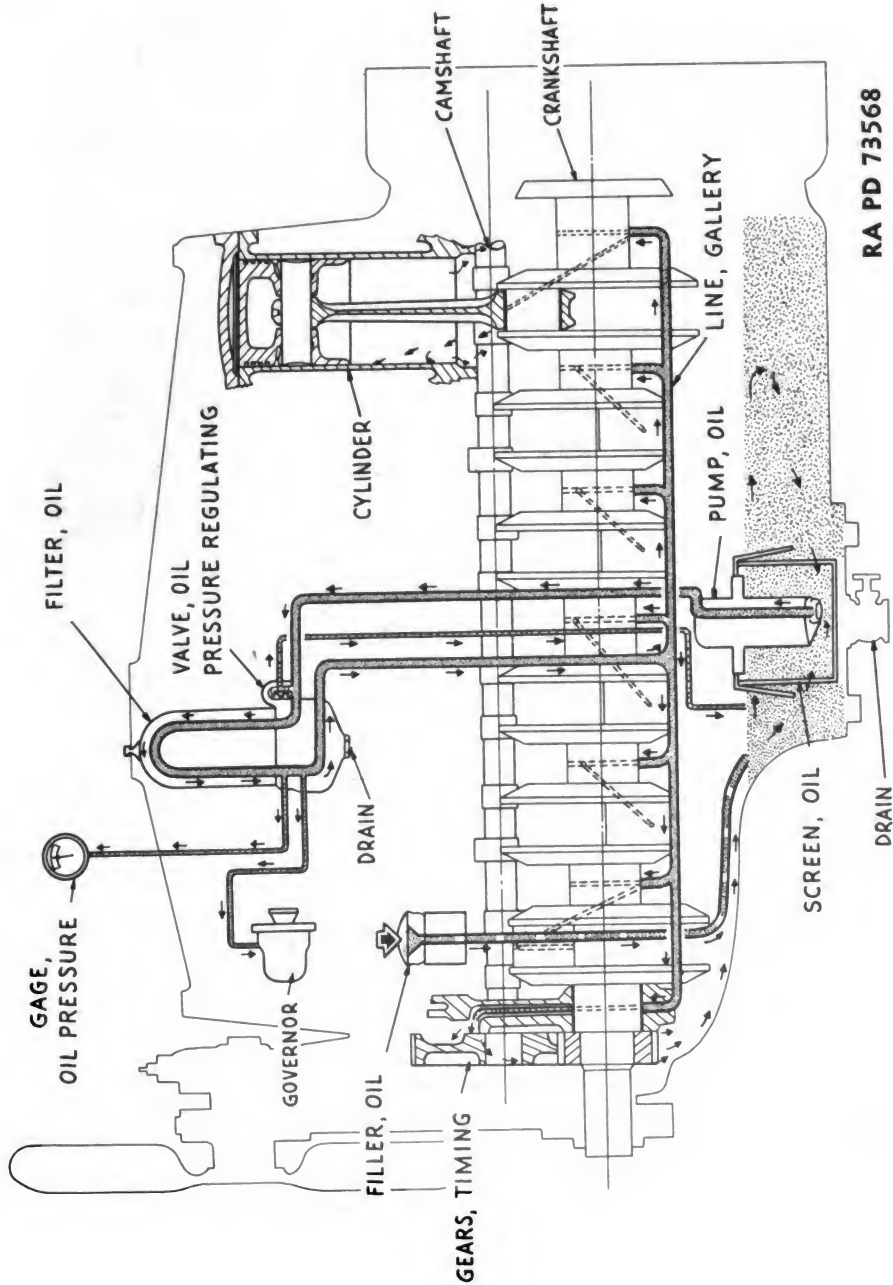 GAGE,
OIL PRESSURE
FILTER, OIL
VALVE, OIL
PRESSURE REGULATING
GOVERNOR
DRAIN
CYLINDER
CAMSHAFT
CRANKSHAFT
FILLER, OIL
GEARS, TIMING
LINE, GALLERY
PUMP, OIL
SCREEN, OIL
DRAIN
RA PD 73568